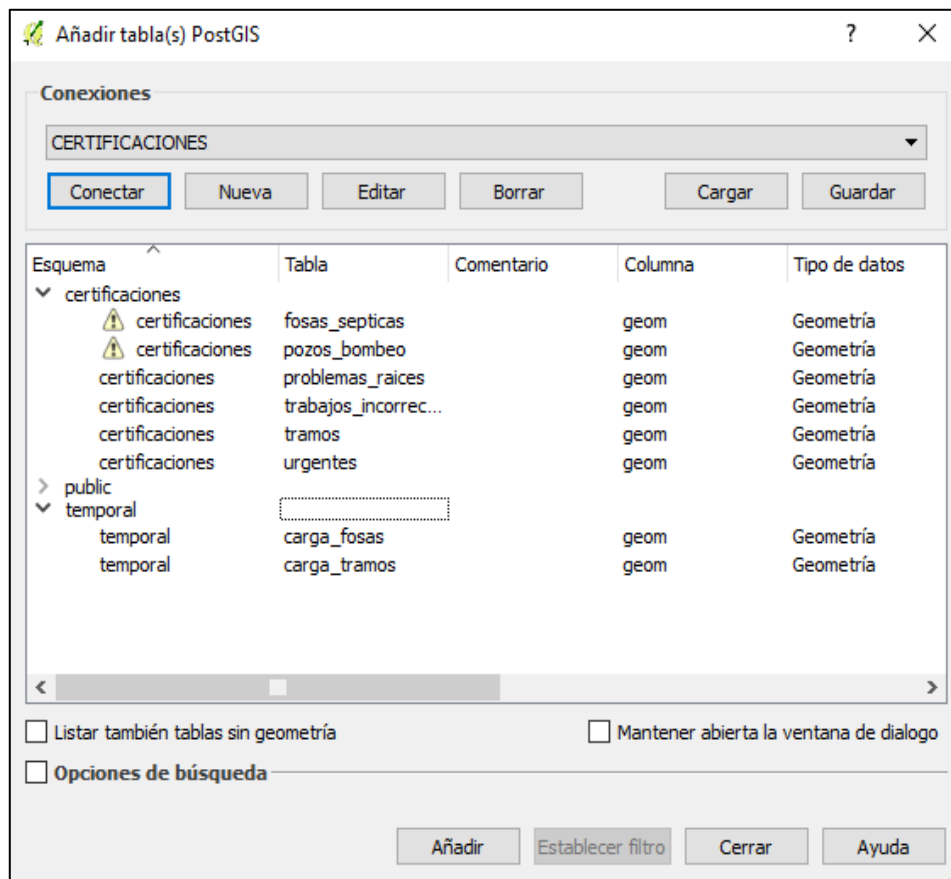 Añadir tabla(s) PostGIS ?
Conexiones
CERTIFICACIONES
Conectar Nueva Editar Borrar Cargar Guardar
Esquema Tabla Comentario Columna Tipo de datos
certificaciones
certificaciones fosas_septicas geom Geometría
certificaciones pozos_bombeo geom Geometría
certificaciones problemas_raices geom Geometría
certificaciones trabajos_incorrec... geom Geometría
certificaciones tramos geom Geometría
certificaciones urgentes geom Geometría
public
temporal
temporal carga_fosas geom Geometría
temporal carga_tramos geom Geometría
Listar también tablas sin geometría Mantener abierta la ventana de dialogo
Opciones de búsqueda
Añadir Establecer filtro Cerrar Ayuda